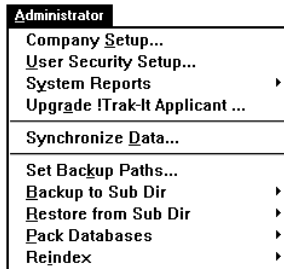 Administrator
Company Setup...
User Security Setup...
System Reports
Upgrade !Trak-It Applicant ...
Synchronize Data...
Set Backup Paths...
Backup to Sub Dir
Restore from Sub Dir
Pack Databases
Reindex